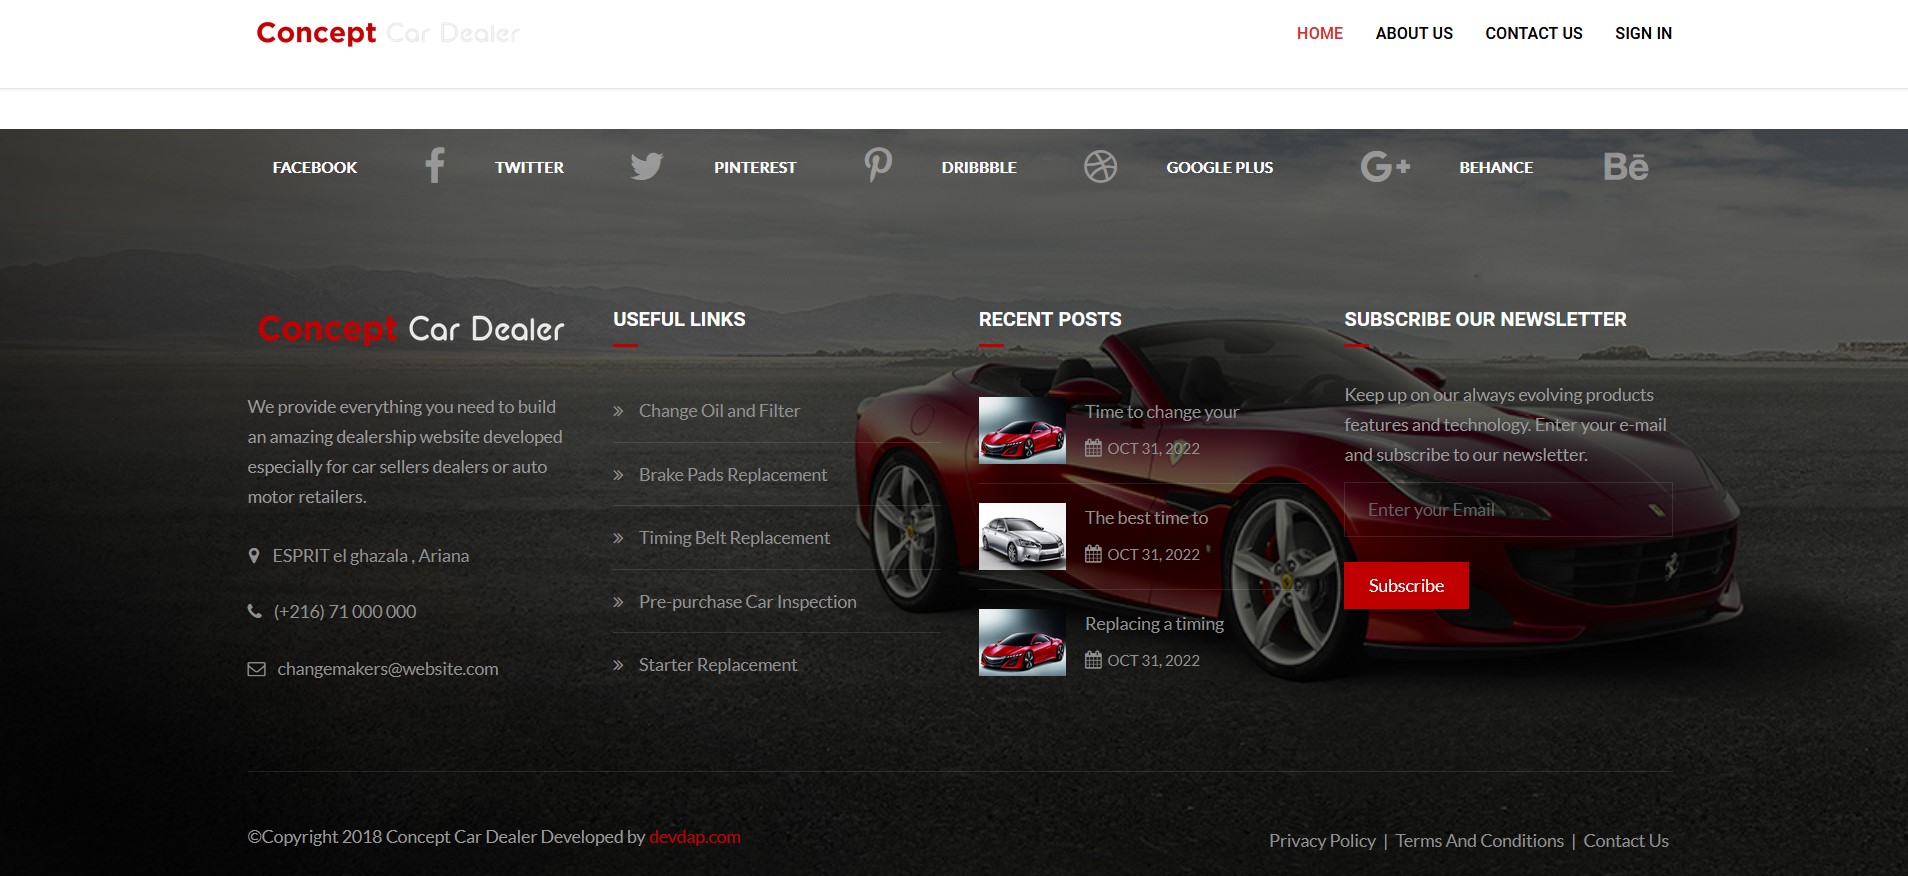 Concept Car Dealer
HOME ABOUT US CONTACT US SIGN IN
FACEBOOK TWITTER PINTEREST DRIBBBLE GOOGLE PLUS G+ BEHANCE Bē
Concept Car Dealer
We provide everything you need to build
an amazing dealership website developed
especially for car sellers dealers or auto
motor retailers.
ESPRIT el ghazala , Ariana
(+216) 71 000 000
changemakers@website.com
USEFUL LINKS
Change Oil and Filter
Brake Pads Replacement
Timing Belt Replacement
Pre-purchase Car Inspection
Starter Replacement
RECENT POSTS
Time to change your
OCT 31, 2022
The best time to
OCT 31, 2022
Replacing a timing
OCT 31, 2022
SUBSCRIBE OUR NEWSLETTER
Keep up on our always evolving products
features and technology. Enter your e-mail
and subscribe to our newsletter.
Enter your Email
Subscribe
©Copyright 2018 Concept Car Dealer Developed by devdap.com
Privacy Policy | Terms And Conditions | Contact Us